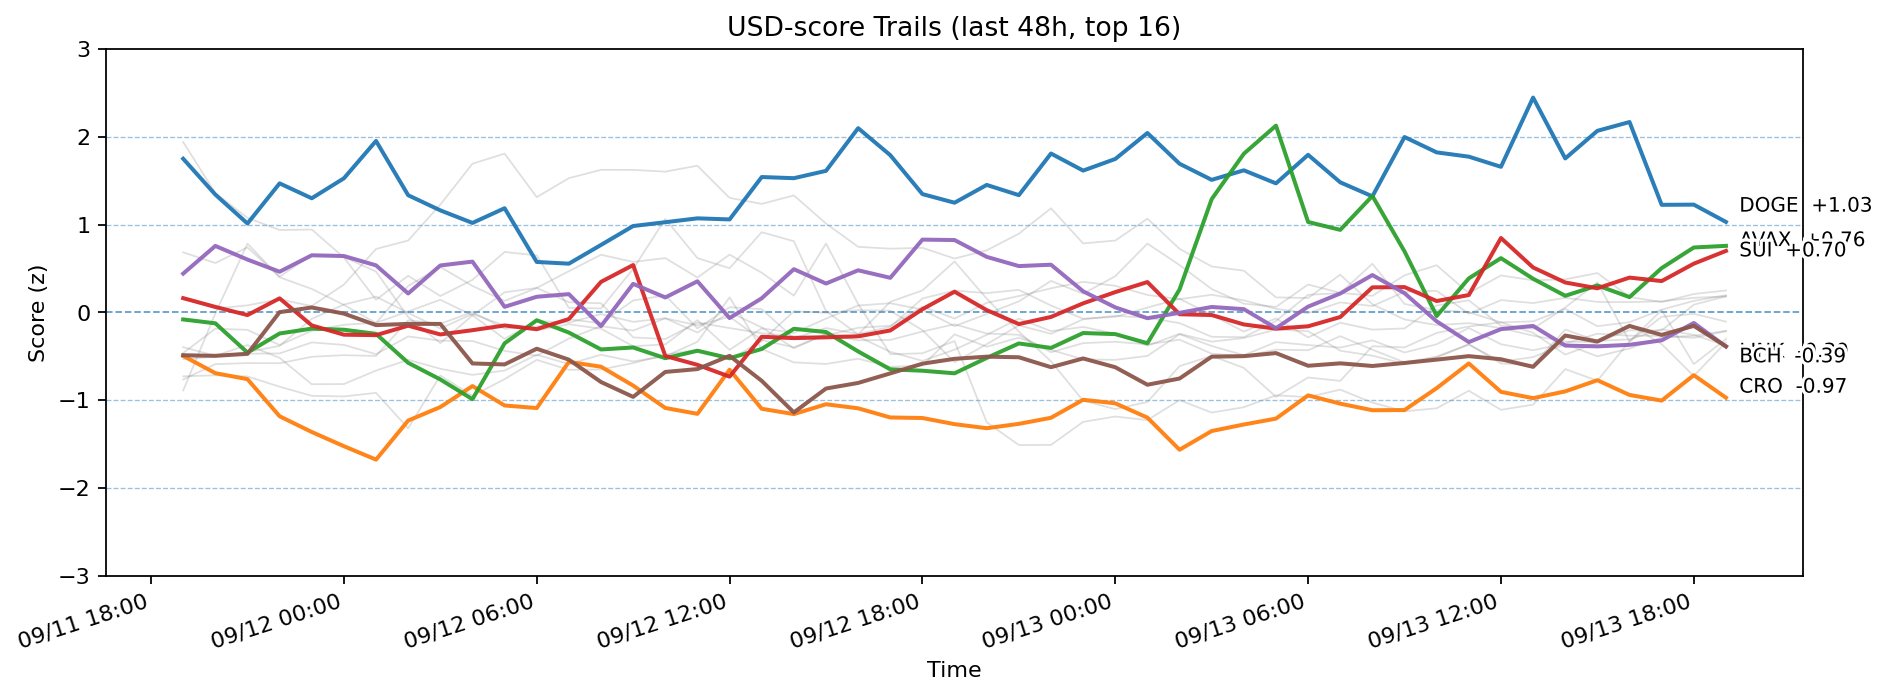 USD-score Trails (last 48h, top 16)
Score (z)
3
2
1
0
−1
−2
−3
DOGE +1.03
AVAX +0.76
SUI +0.70
BCH -0.39
CRO -0.97
09/11 18:00
09/12 00:00
09/12 06:00
09/12 12:00
09/12 18:00
09/13 00:00
09/13 06:00
09/13 12:00
09/13 18:00
Time